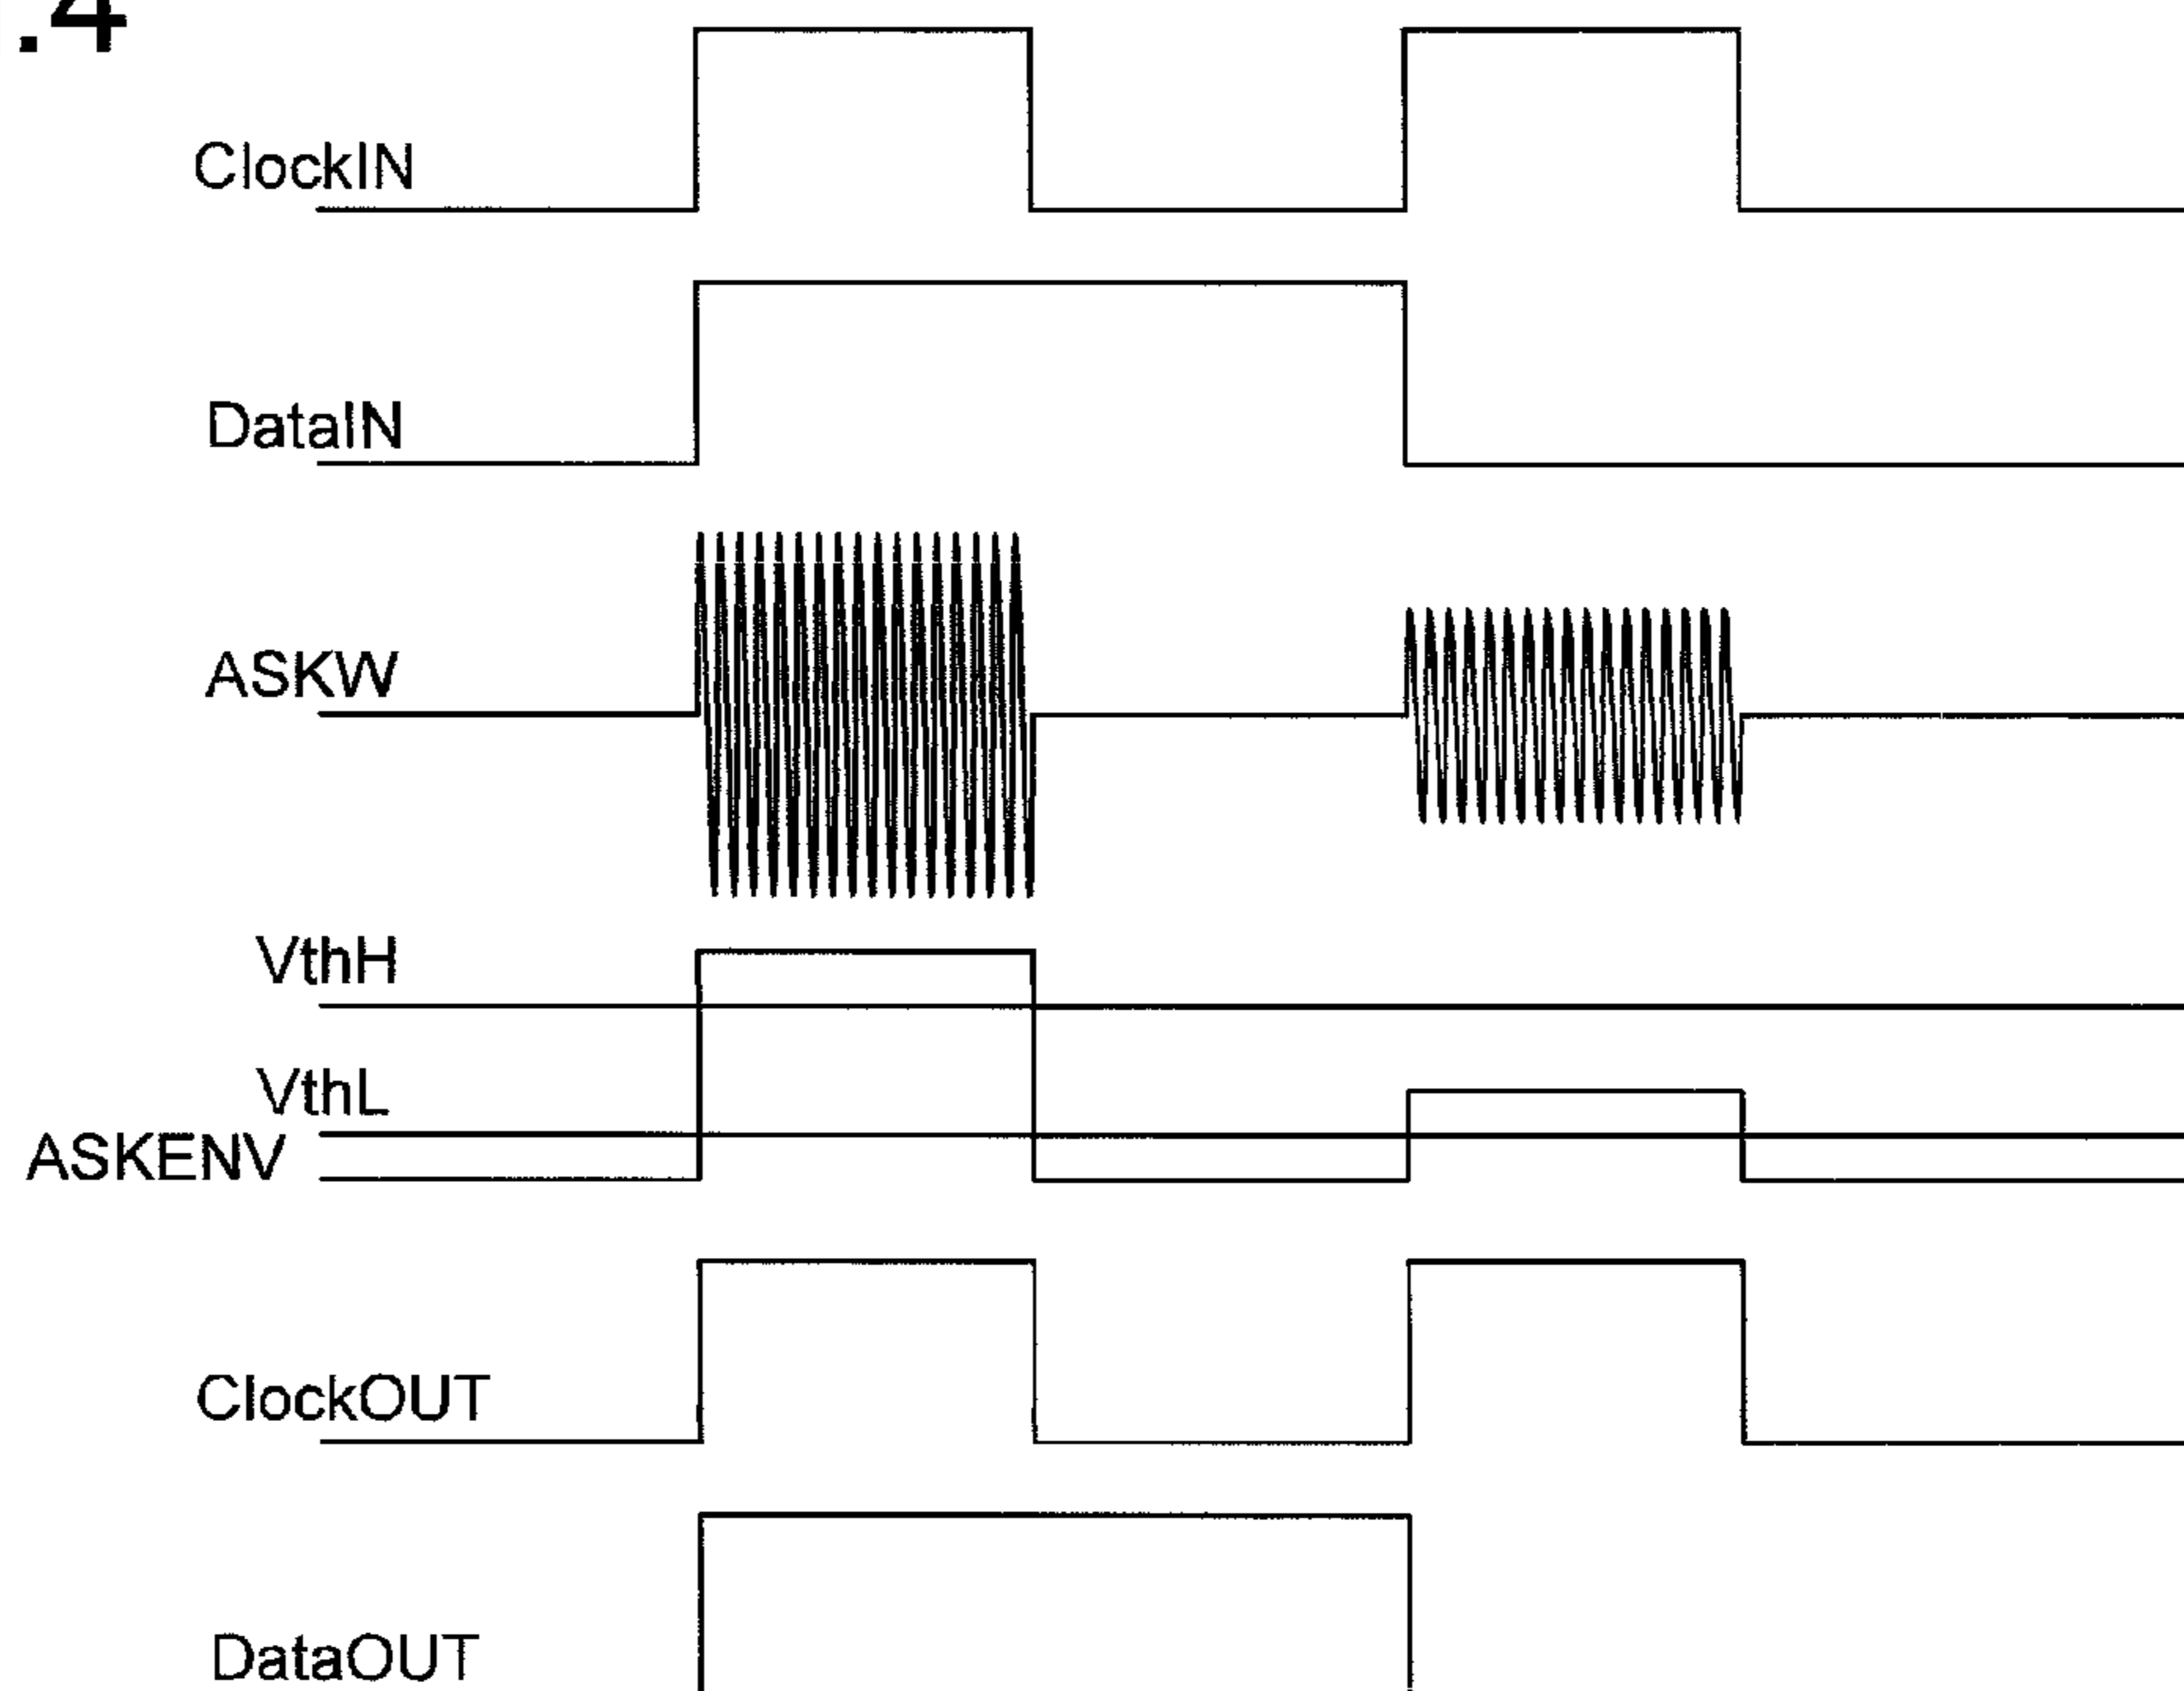 .4
ClockIN
DataIN
ASKW
VthH
VthL
ASKENV
ClockOUT
DataOUT